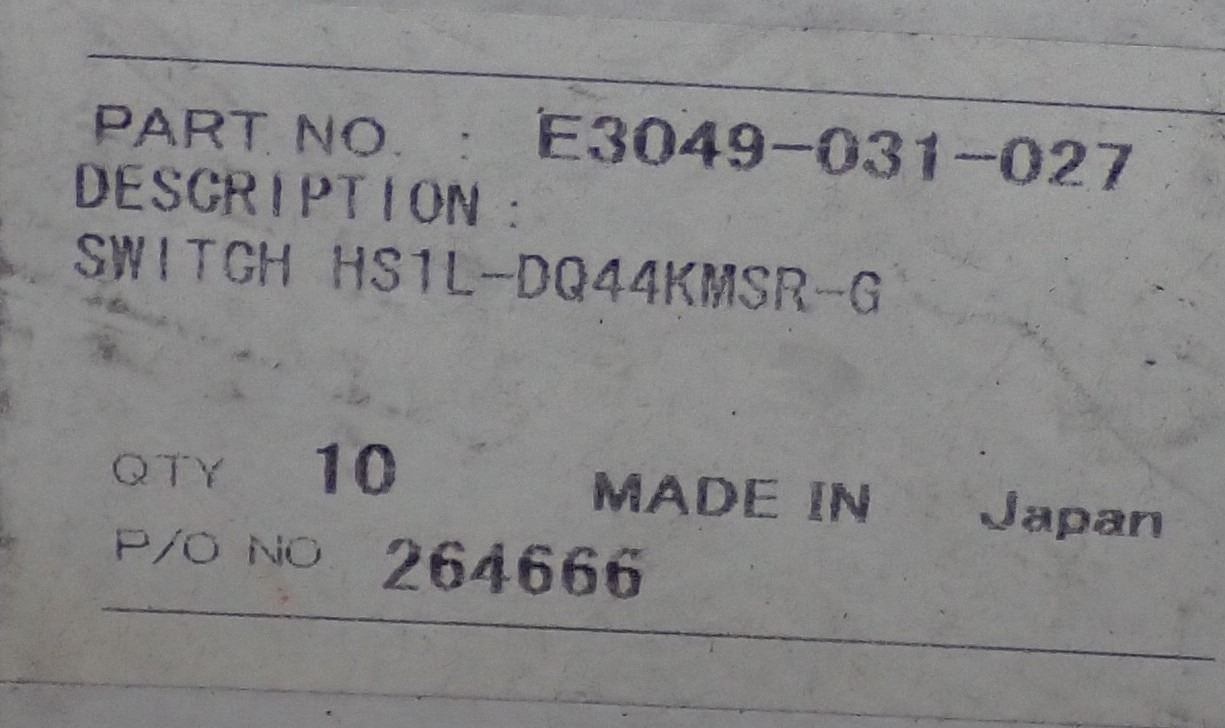 PART NO. : E3049-031-027
DESCRIPTION :
SWITCH HS1L-DQ44KMSR-G
QTY 10
MADE IN Japan
P/O NO 264666